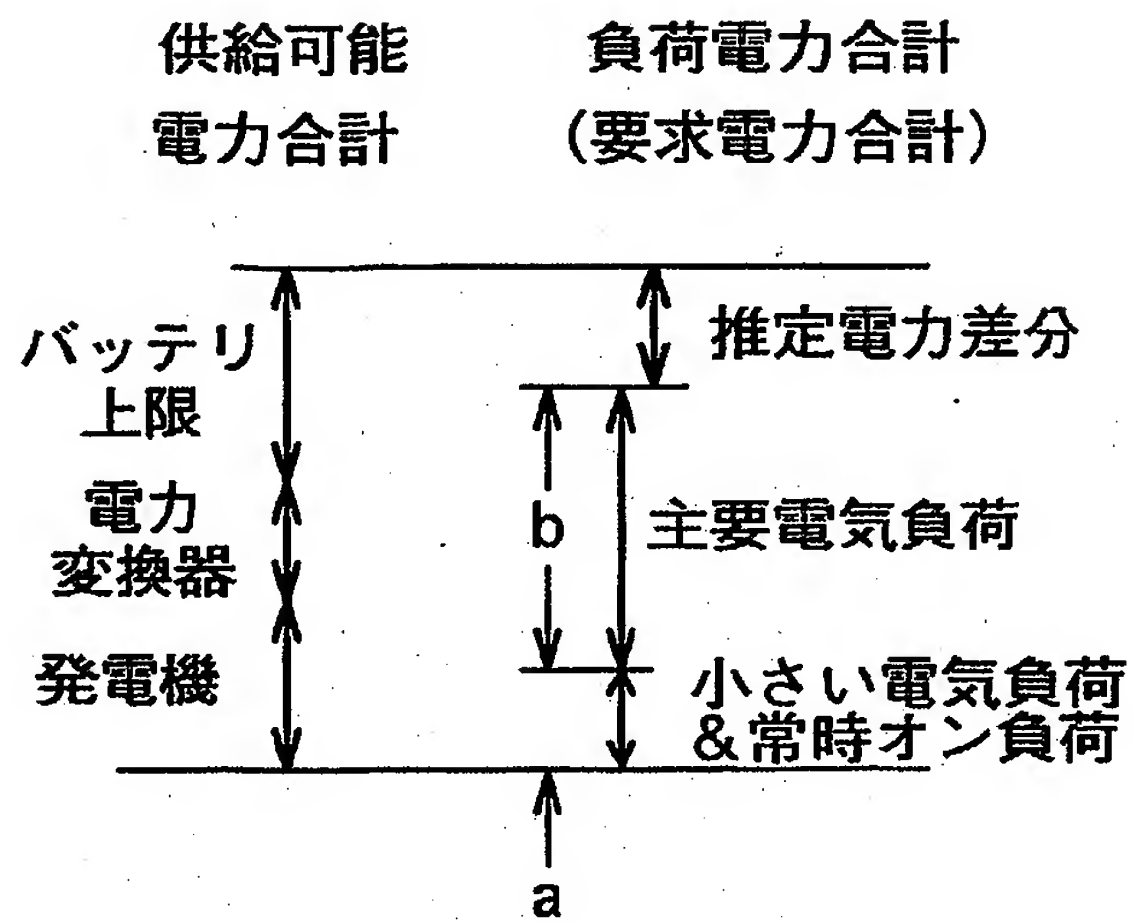 供給可能
電力合計
負荷電力合計
（要求電力合計）
バッテリ
上限
電力
変換器
発電機
推定電力差分
b
主要電気負荷
小さい電気負荷
＆常時オン負荷
a